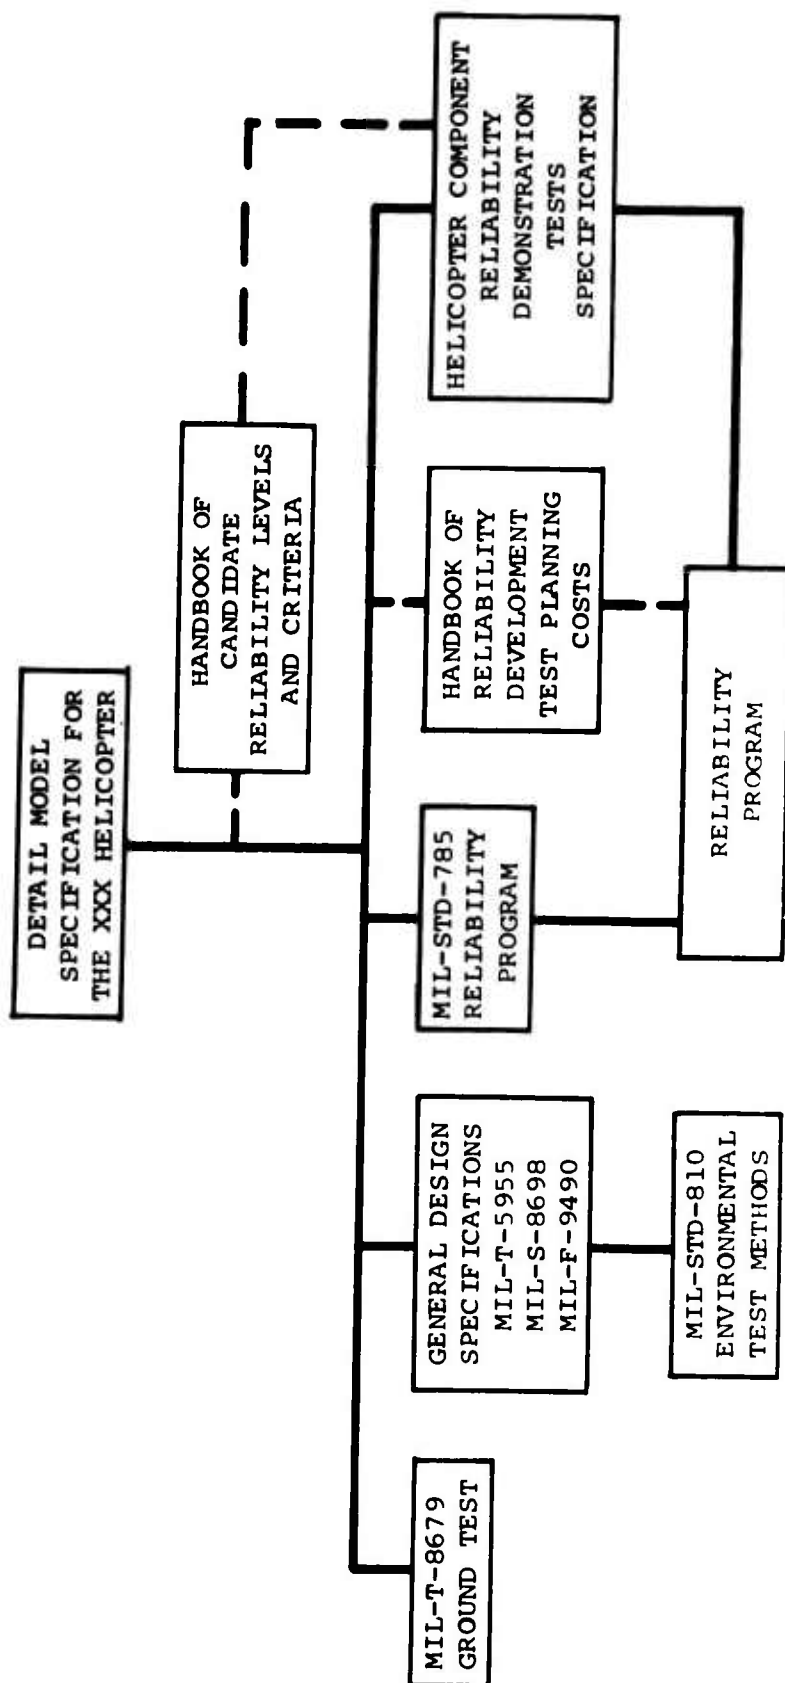 DETAIL MODEL
SPECIFICATION FOR
THE XXX HELICOPTER
HANDBOOK OF
CANDIDATE
RELIABILITY LEVELS
AND CRITERIA
MIL-T-8679
GROUND TEST
GENERAL DESIGN
SPECIFICATIONS
MIL-T-5955
MIL-S-8698
MIL-F-9490
MIL-STD-785
RELIABILITY
PROGRAM
HANDBOOK OF
RELIABILITY
DEVELOPMENT
TEST PLANNING
COSTS
HELICOPTER COMPONENT
RELIABILITY
DEMONSTRATION
TESTS
SPECIFICATION
MIL-STD-810
ENVIRONMENTAL
TEST METHODS
RELIABILITY
PROGRAM